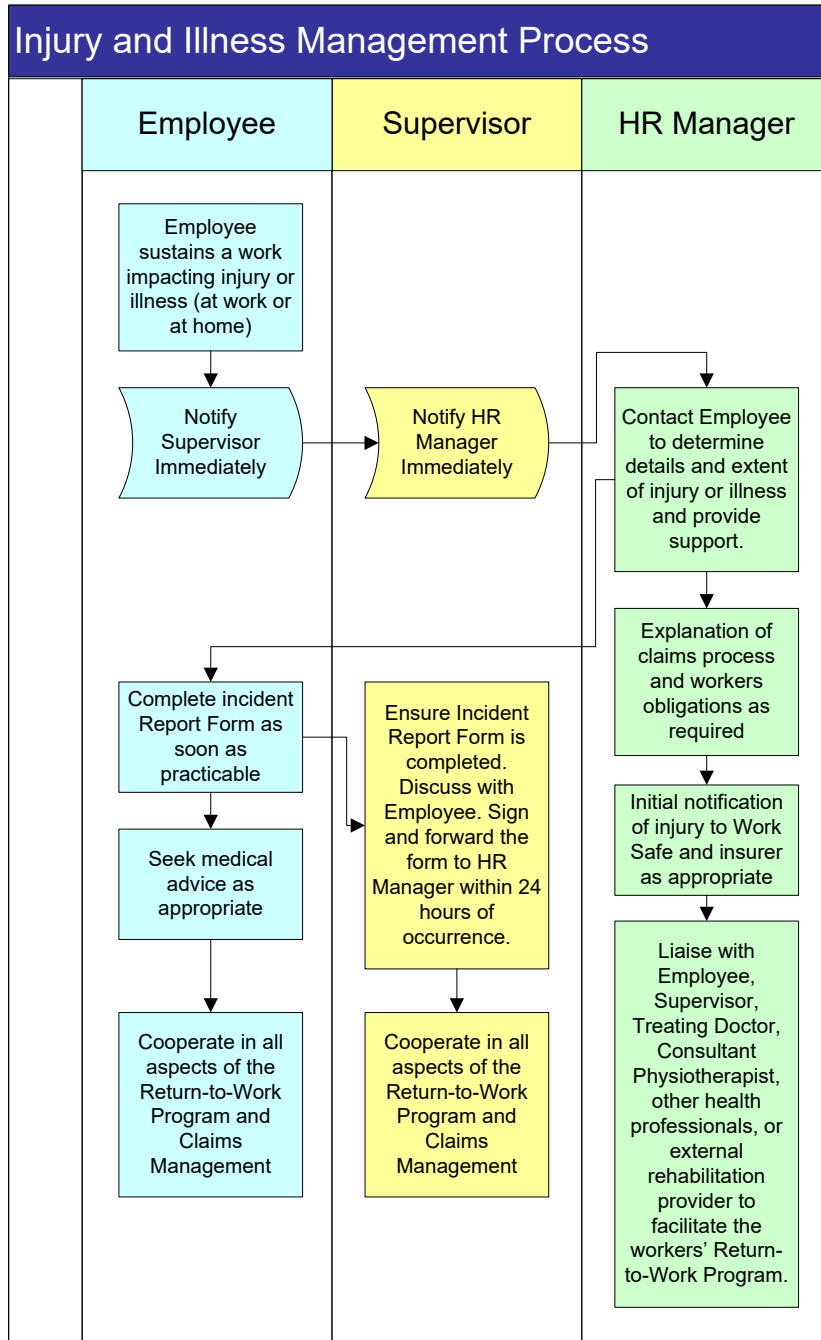 Injury and Illness Management Process
Employee
Supervisor
HR Manager
Employee
sustains a work
impacting injury or
illness (at work or
at home)
Notify
Supervisor
Immediately
Notify HR
Manager
Immediately
Contact Employee
to determine
details and extent
of injury or illness
and provide
support.
Explanation of
claims process
and workers
obligations as
required
Complete incident
Report Form as
soon as
practicable
Ensure Incident
Report Form is
completed.
Discuss with
Employee. Sign
and forward the
form to HR
Manager within 24
hours of
occurrence.
Initial notification
of injury to Work
Safe and insurer
as appropriate
Seek medical
advice as
appropriate
Liaise with
Employee,
Supervisor,
Treating Doctor,
Consultant
Physiotherapist,
other health
professionals, or
external
rehabilitation
provider to
facilitate the
workers’ Return-
to-Work Program.
Cooperate in all
aspects of the
Return-to-Work
Program and
Claims
Management
Cooperate in all
aspects of the
Return-to-Work
Program and
Claims
Management